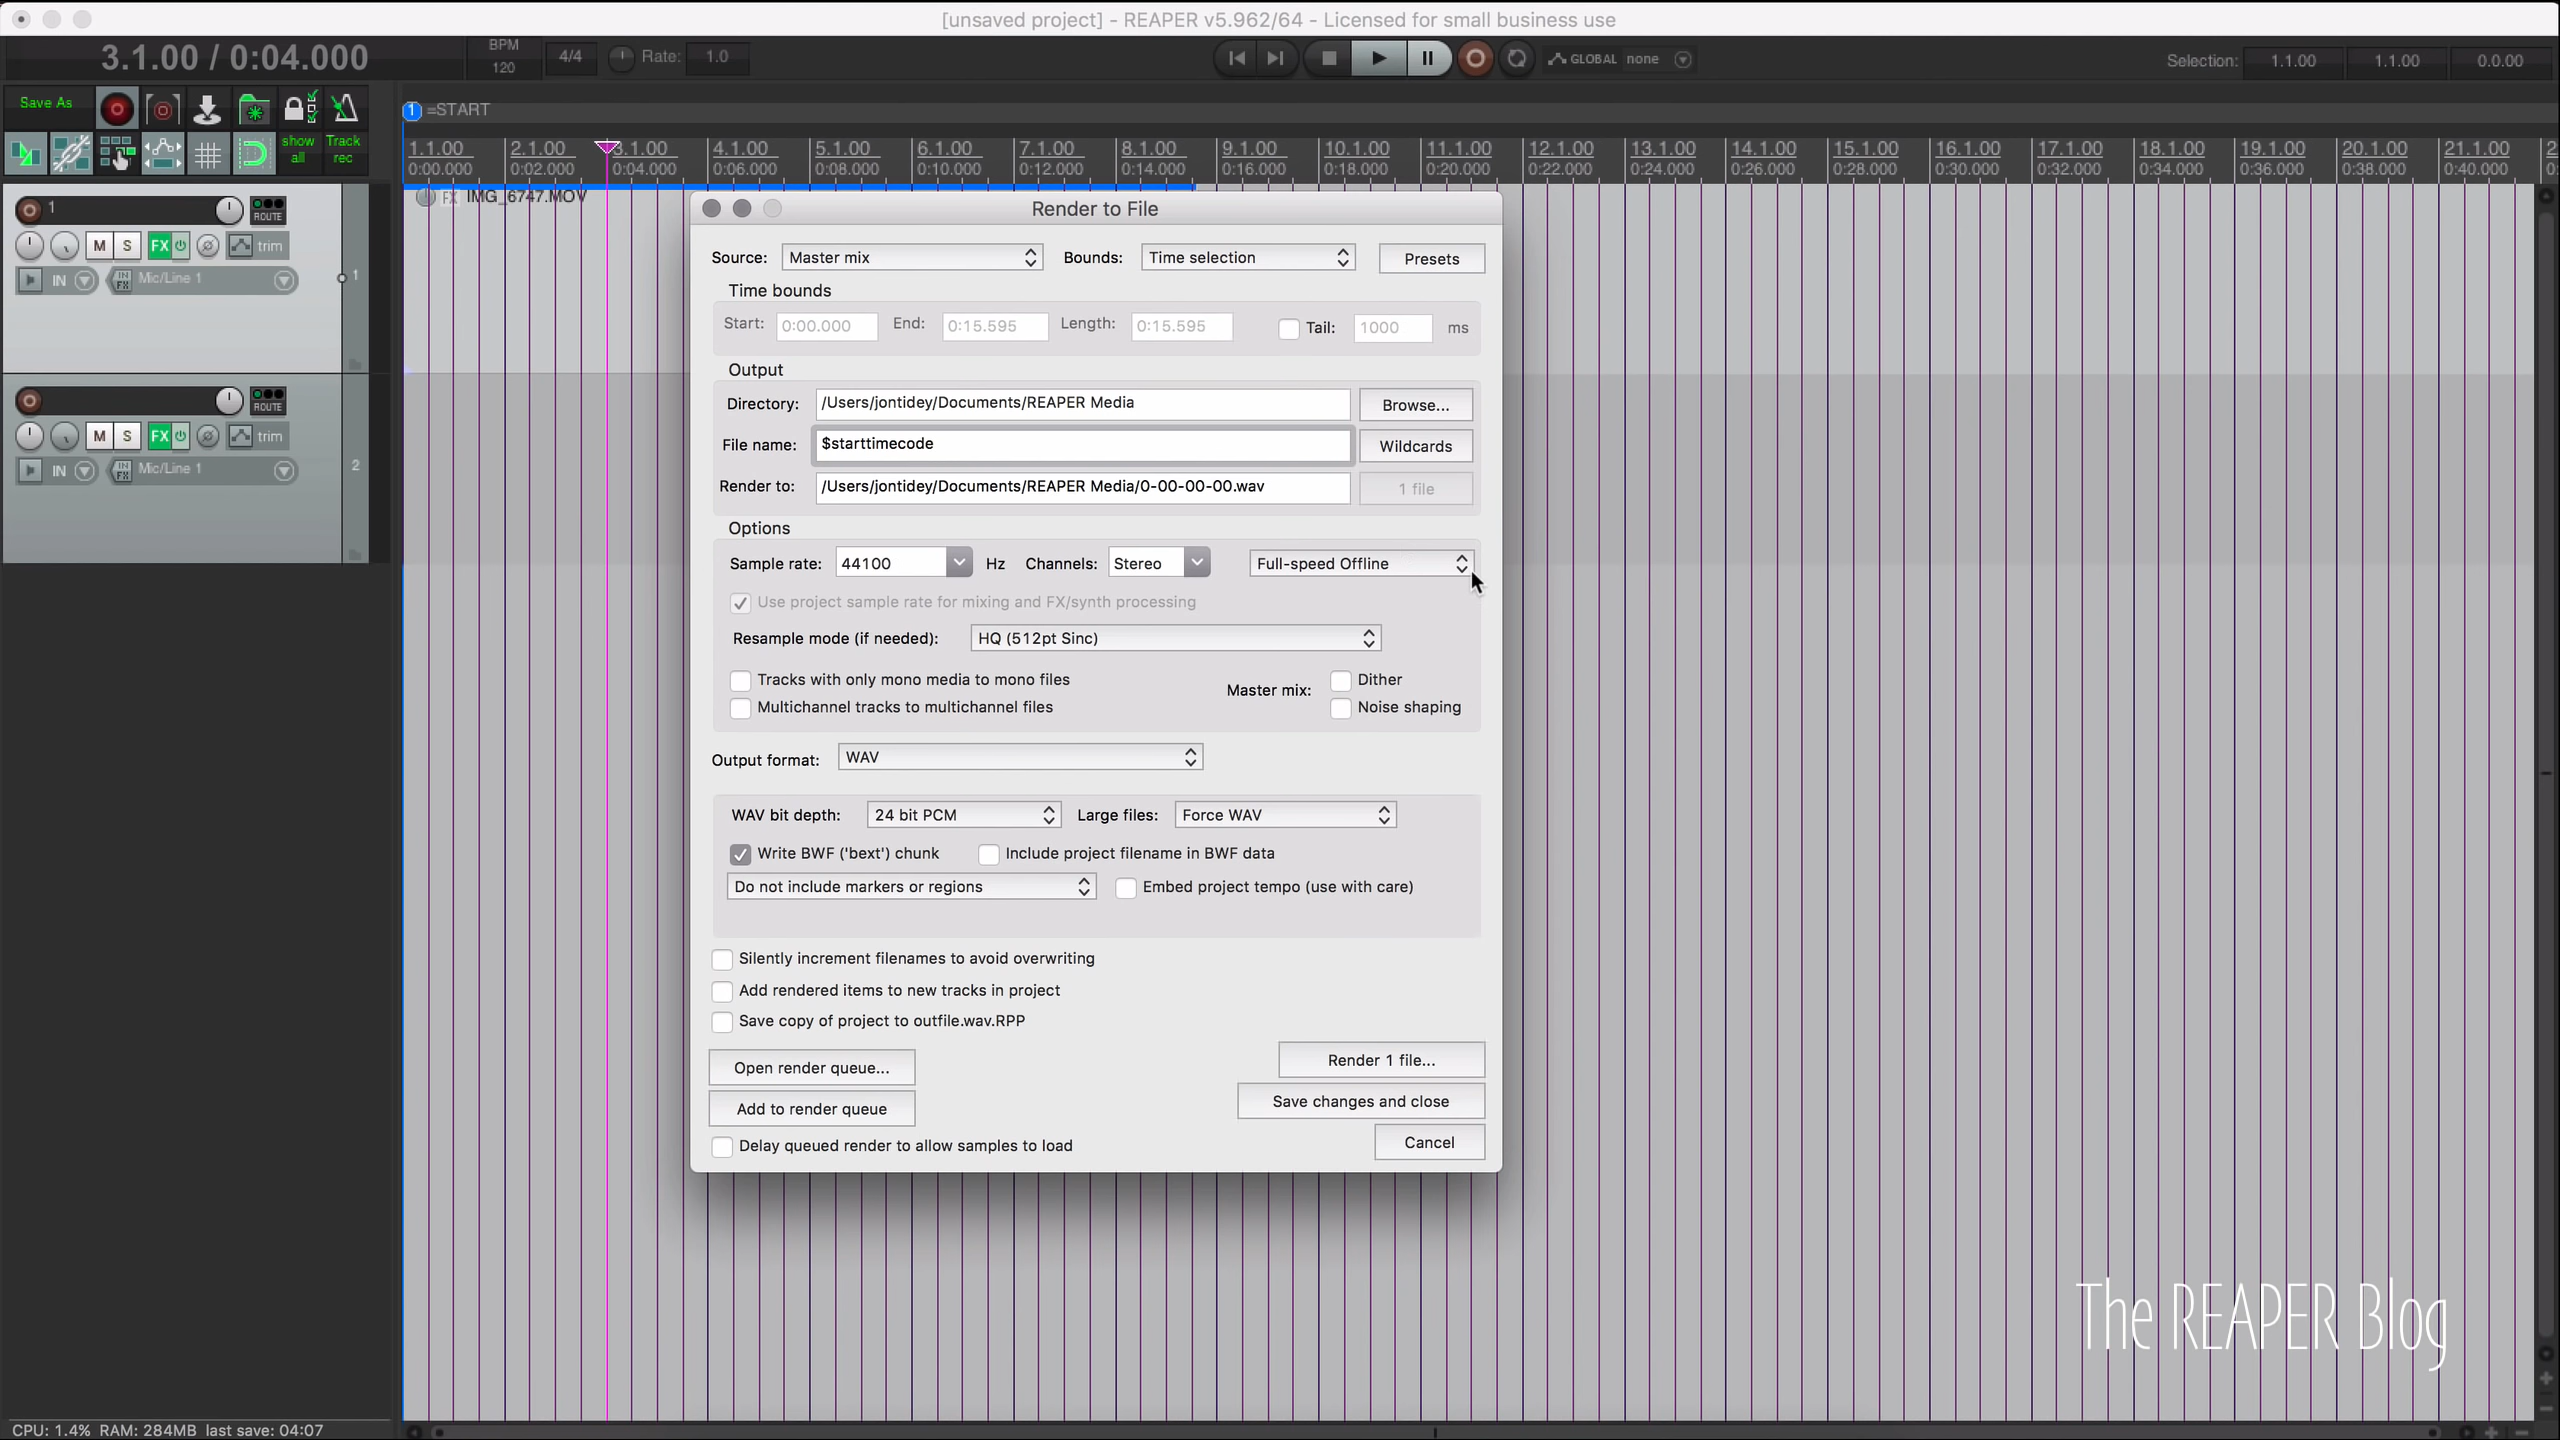 [unsaved project] - REAPER v5.962/64 - Licensed for small business use
3.1.00 / 0:04.000
BPM
120
4/4
Rate:
1.0
GLOBAL none
Selection:
1.1.00
1.1.00
0.0.00
Save As
show
all
Track
rec
1 =START
1.1.00 2.1.00 3.1.00 4.1.00 5.1.00 6.1.00 7.1.00 8.1.00 9.1.00 10.1.00 11.1.00 12.1.00 13.1.00 14.1.00 15.1.00 16.1.00 17.1.00 18.1.00 19.1.00 20.1.00 21.1.00 2
0:00.000 0:02.000 0:04.000 0:06.000 0:08.000 0:10.000 0:12.000 0:14.000 0:16.000 0:18.000 0:20.000 0:22.000 0:24.000 0:26.000 0:28.000 0:30.000 0:32.000 0:34.000 0:36.000 0:38.000 0:40.000 0:
FX IMG_6747.MOV
1
ROUTE
M S FX trim
IN IN FX Mic/Line 1
1
ROUTE
M S FX trim
IN IN FX Mic/Line 1
2
Render to File
Source: Master mix Bounds: Time selection Presets
Time bounds
Start: 0:00.000 End: 0:15.595 Length: 0:15.595 Tail: 1000 ms
Output
Directory: /Users/jontidey/Documents/REAPER Media Browse...
File name: $starttimecode Wildcards
Render to: /Users/jontidey/Documents/REAPER Media/0-00-00-00.wav 1 file
Options
Sample rate: 44100 Hz Channels: Stereo Full-speed Offline
Use project sample rate for mixing and FX/synth processing
Resample mode (if needed): HQ (512pt Sinc)
Tracks with only mono media to mono files
Multichannel tracks to multichannel files
Master mix:
Dither
Noise shaping
Output format: WAV
WAV bit depth: 24 bit PCM Large files: Force WAV
Write BWF ('bext') chunk Include project filename in BWF data
Do not include markers or regions Embed project tempo (use with care)
Silently increment filenames to avoid overwriting
Add rendered items to new tracks in project
Save copy of project to outfile.wav.RPP
Open render queue...
Render 1 file...
Add to render queue
Save changes and close
Delay queued render to allow samples to load
Cancel
The REAPER Blog
CPU: 1.4% RAM: 284MB last save: 04:07